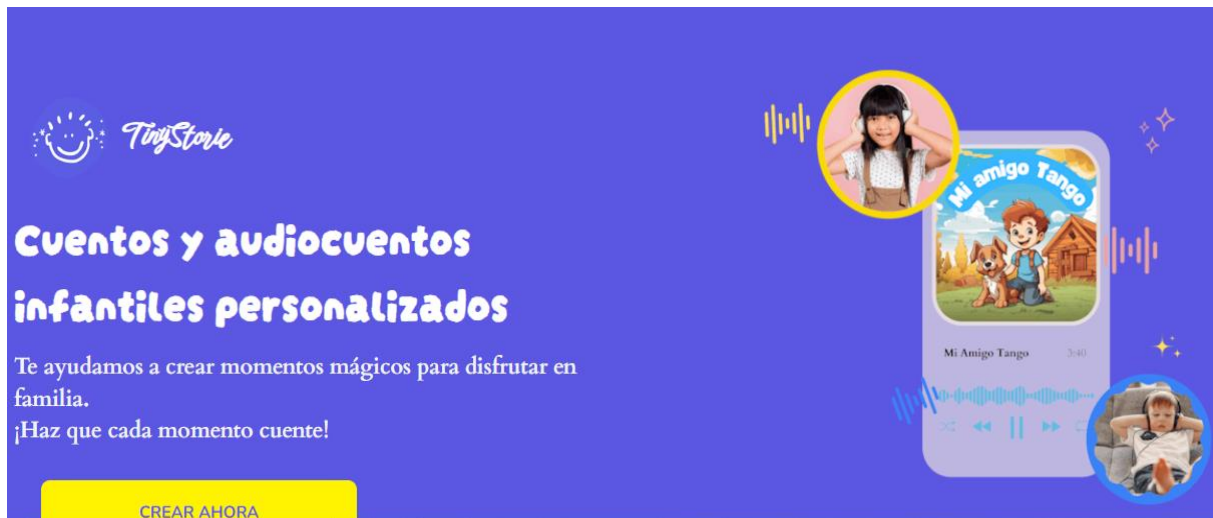 TinyStorie
Cuentos y audiocuentos
infantiles personalizados
Te ayudamos a crear momentos mágicos para disfrutar en
familia.
¡Haz que cada momento cuente!
CREAR AHORA
Mi amigo Tango
Mi Amigo Tango 3:40